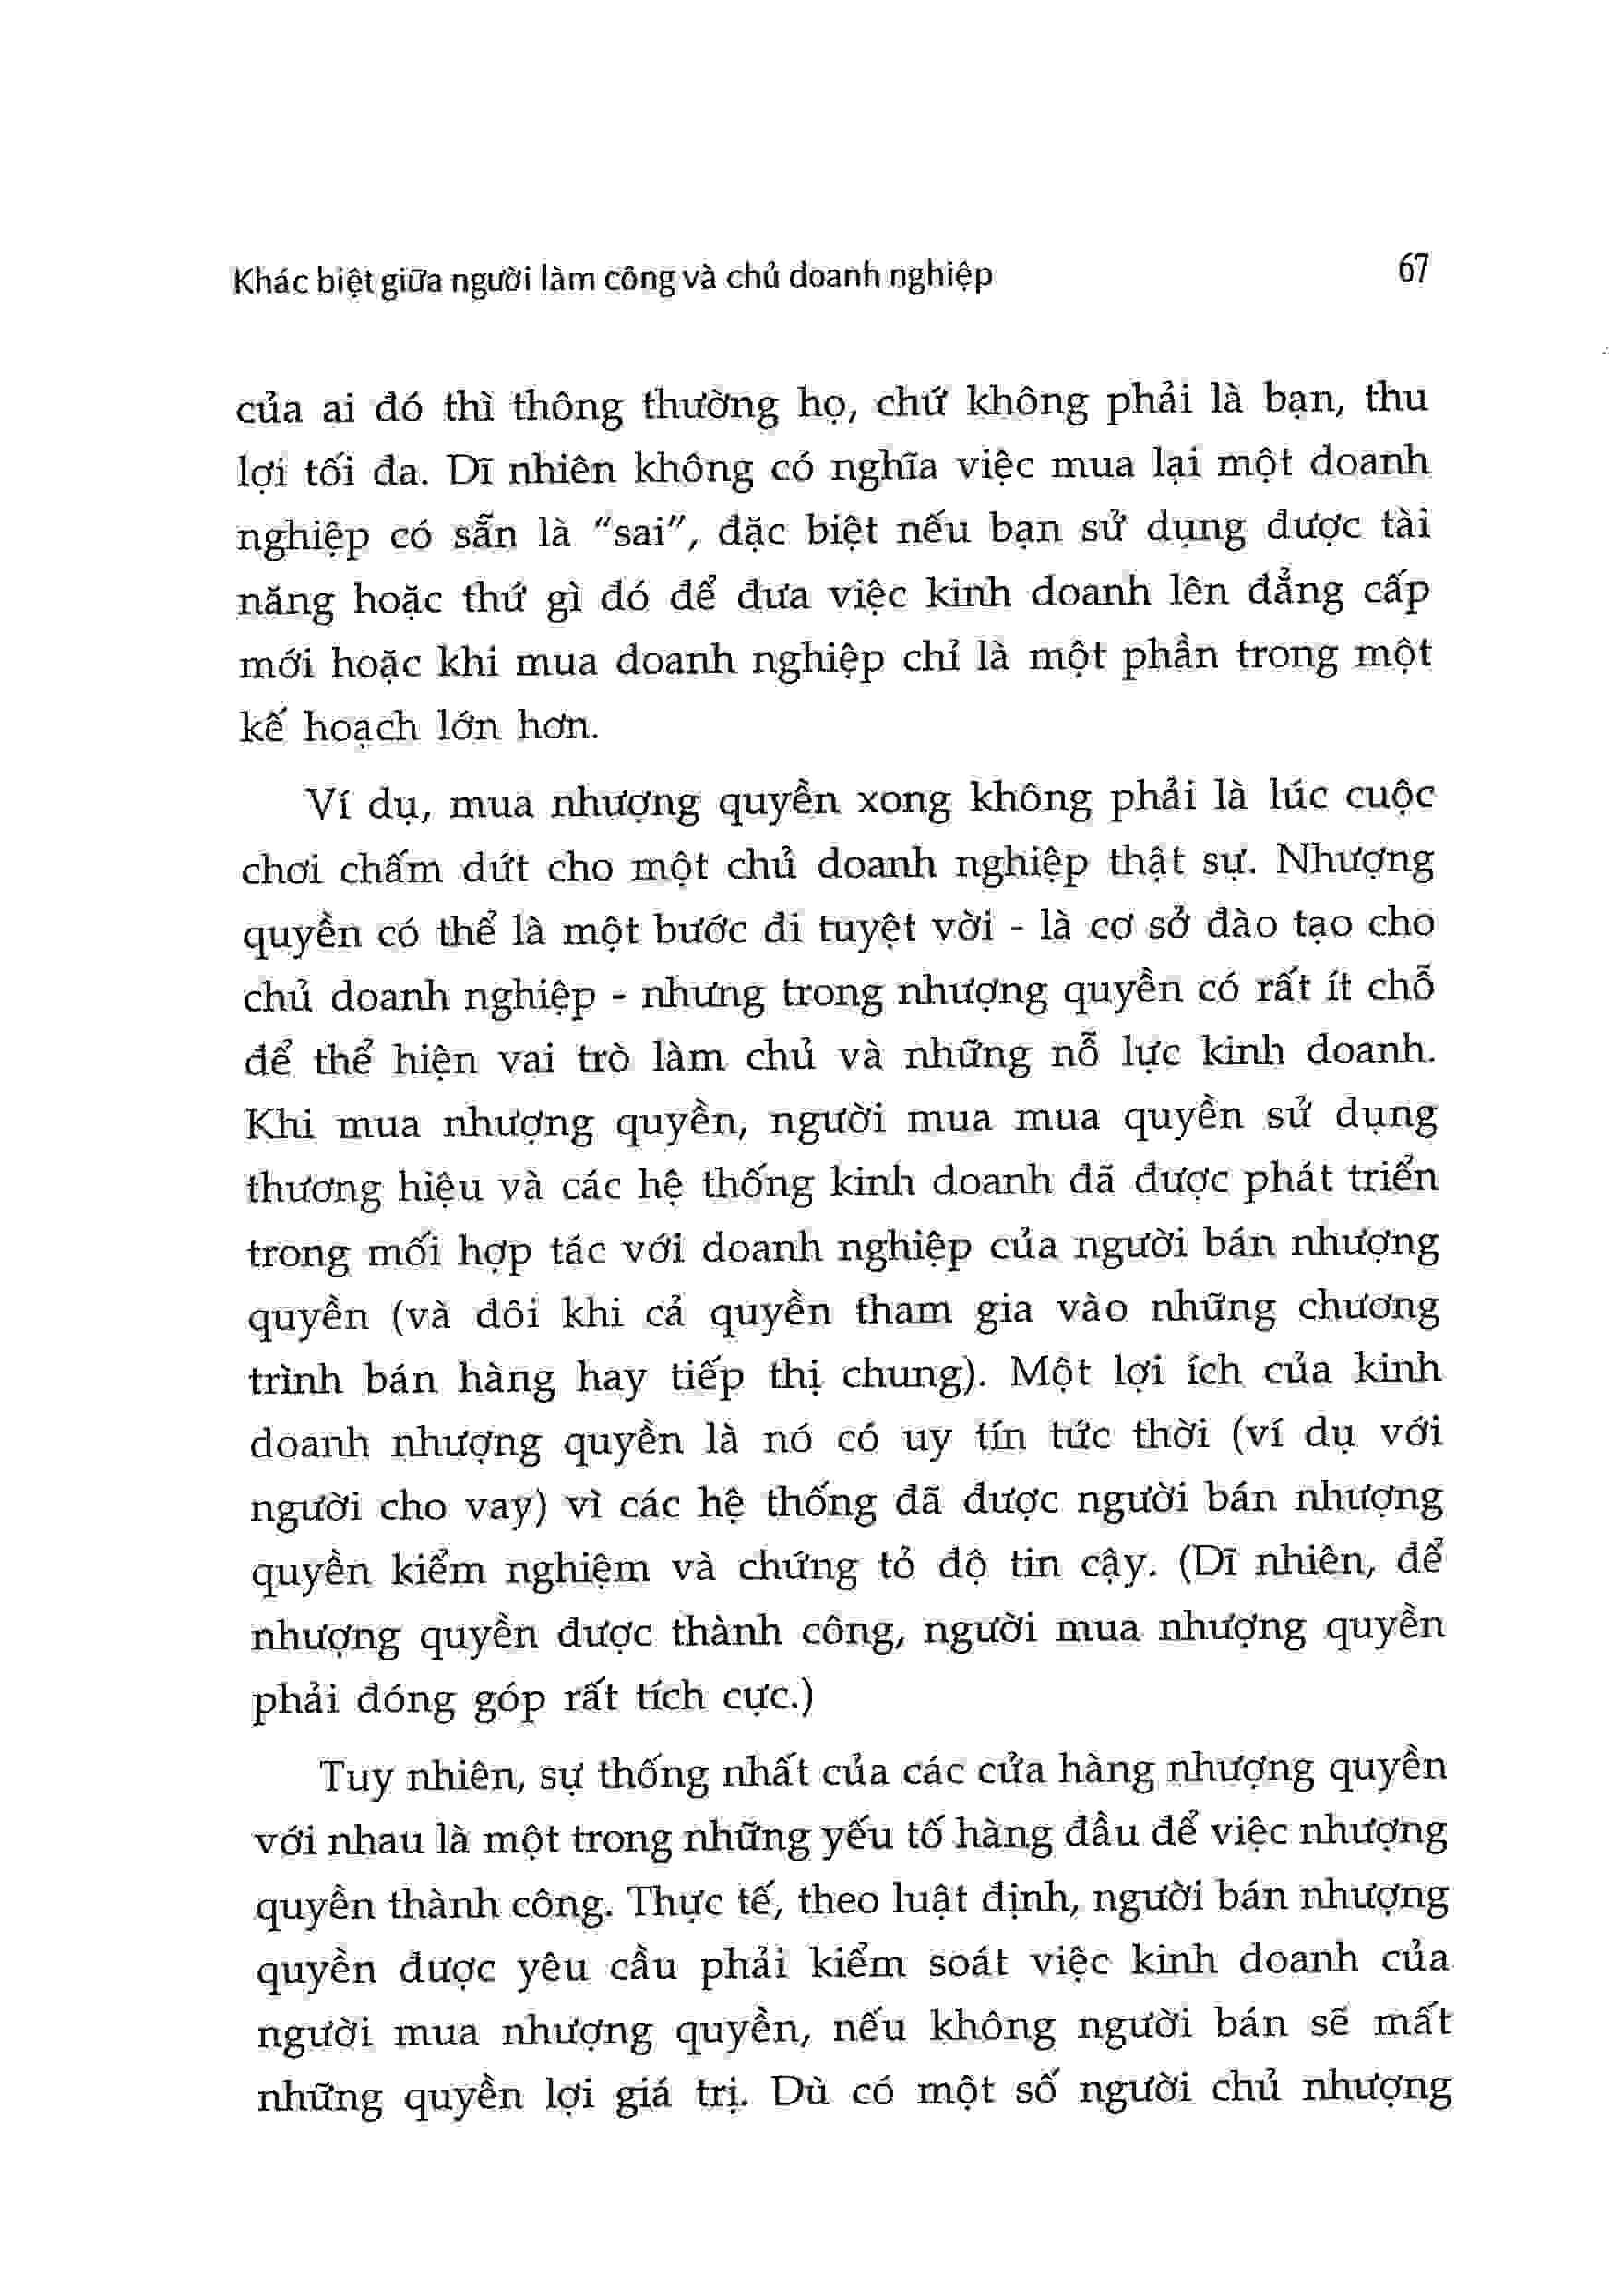 Khác biệt giữa người làm công và chủ doanh nghiệp 67
của ai đó thì thông thường họ, chứ không phải là bạn, thu
lợi tối đa. Dĩ nhiên không có nghĩa việc mua lại một doanh
nghiệp có sẵn là “sai”, đặc biệt nếu bạn sử dụng được tài
năng hoặc thứ gì đó để đưa việc kinh doanh lên đẳng cấp
mới hoặc khi mua doanh nghiệp chỉ là một phần trong một
kế hoạch lớn hơn.
Ví dụ, mua nhượng quyền xong không phải là lúc cuộc
chơi chấm dứt cho một chủ doanh nghiệp thật sự. Nhượng
quyền có thể là một bước đi tuyệt vời - là cơ sở đào tạo cho
chủ doanh nghiệp - nhưng trong nhượng quyền có rất ít chỗ
để thể hiện vai trò làm chủ và những nỗ lực kinh doanh.
Khi mua nhượng quyền, người mua mua quyền sử dụng
thương hiệu và các hệ thống kinh doanh đã được phát triển
trong mối hợp tác với doanh nghiệp của người bán nhượng
quyền (và đôi khi cả quyền tham gia vào những chương
trình bán hàng hay tiếp thị chung). Một lợi ích của kinh
doanh nhượng quyền là nó có uy tín tức thời (ví dụ với
người cho vay) vì các hệ thống đã được người bán nhượng
quyền kiểm nghiệm và chứng tỏ độ tin cậy. (Dĩ nhiên, để
nhượng quyền được thành công, người mua nhượng quyền
phải đóng góp rất tích cực.)
Tuy nhiên, sự thống nhất của các cửa hàng nhượng quyền
với nhau là một trong những yếu tố hàng đầu để việc nhượng
quyền thành công. Thực tế, theo luật định, người bán nhượng
quyền được yêu cầu phải kiểm soát việc kinh doanh của
người mua nhượng quyền, nếu không người bán sẽ mất
những quyền lợi giá trị. Dù có một số người chủ nhượng